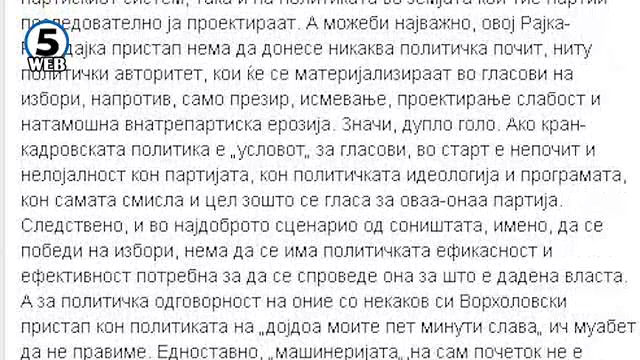 партискиот систем, така и на политиката во земјата кои тие партии
последователно ја проектираат. А можеби најважно, овој Рајка-
дајка пристап нема да донесе никаква политичка почит, ниту
политички авторитет, кои ќе се материјализираат во гласови на
избори, напротив, само презир, исмевање, проектирање слабост и
натамошна внатрепартиска ерозија. Значи, дупло голо. Ако кран-
кадровската политика е „условот„ за гласови, во старт е непочит и
нелојалност кон партијата, кон политичката идеологија и програмата,
кон самата смисла и цел зошто се гласа за оваа-онаа партија.
Следствено, и во најдоброто сценарио од соништата, имено, да се
победи на избори, нема да се има политичката ефикасност и
ефективност потребна за да се спроведе она за што е дадена власта.
А за политичка одговорност на оние со некаков си Ворхоловски
пристап кон политиката на „дојдоа моите пет минути слава„ ич муабет
да не правиме. Едноставно, „машинеријата„ на сам почеток не е
5
WEB